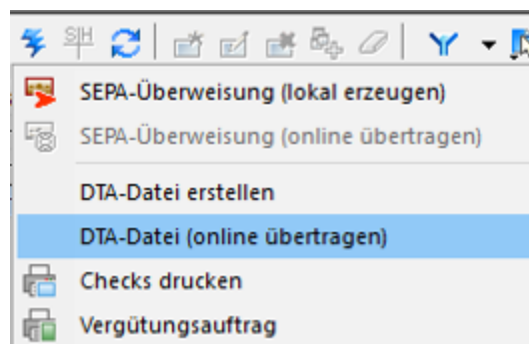 S|H
SEPA-Überweisung (lokal erzeugen)
SEPA-Überweisung (online übertragen)
DTA-Datei erstellen
DTA-Datei (online übertragen)
Checks drucken
Vergütungsauftrag